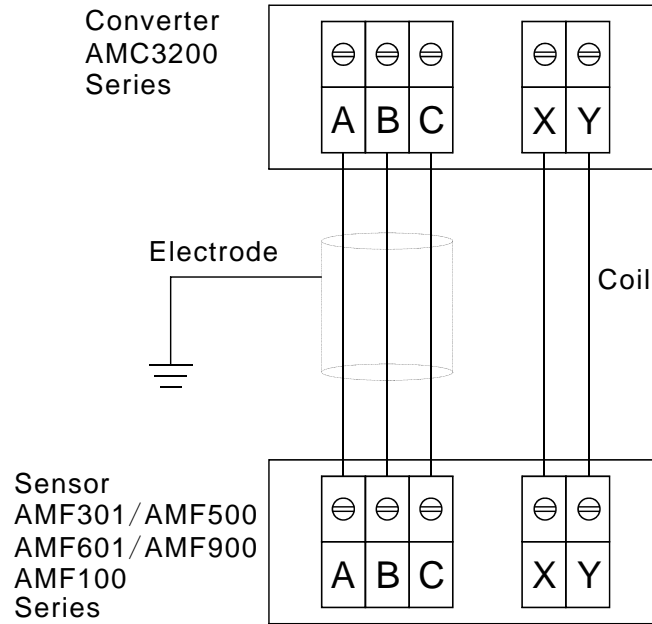 Converter
AMC3200
Series
A B C X Y
Electrode
Coil
Sensor
AMF301/AMF500
AMF601/AMF900
AMF100
Series
A B C X Y